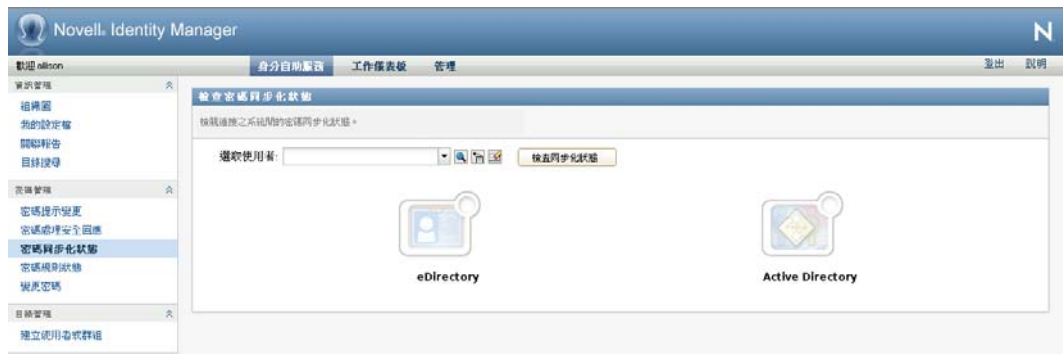 Novell® Identity Manager
N
歡迎 allison
身分自助服務 工作儀表板 管理
登出 說明
資訊管理
組織圖
我的設定檔
關聯報告
目錄搜尋
密碼管理
密碼提示變更
密碼處理安全回應
密碼同步化狀態
密碼規則狀態
變更密碼
目錄管理
建立使用者或群組
檢查密碼同步化狀態
檢視連接之系統間的密碼同步化狀態。
選取使用者:
檢查同步化狀態
eDirectory
Active Directory